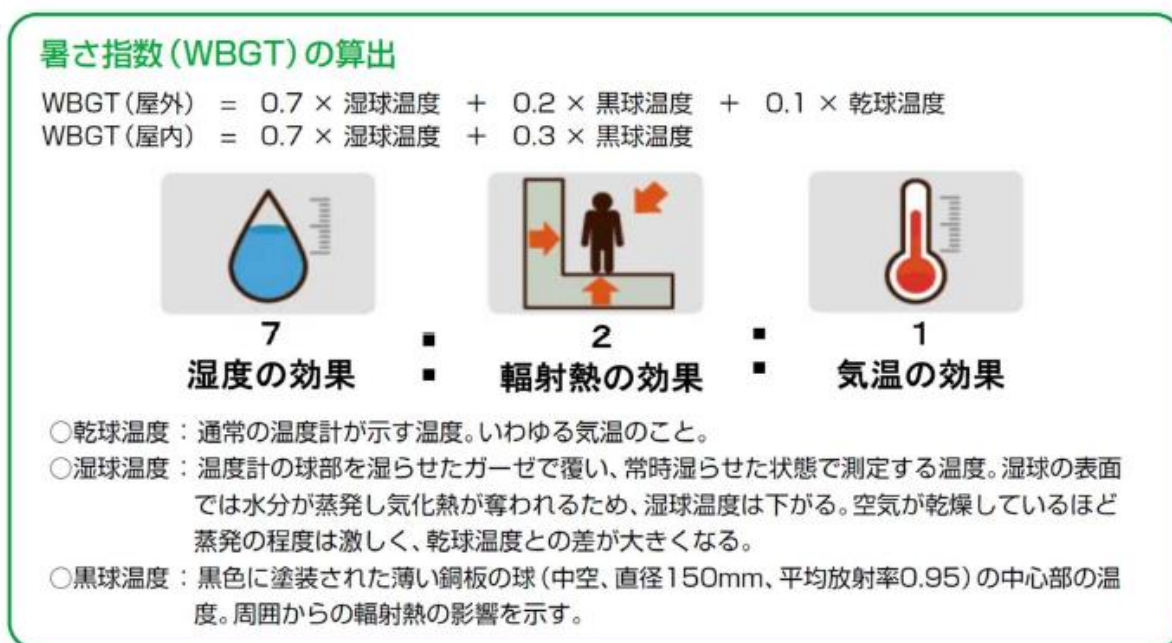 暑さ指数(WBGT)の算出
WBGT(屋外) = 0.7 × 湿球温度 + 0.2 × 黒球温度 + 0.1 × 乾球温度
WBGT(屋内) = 0.7 × 湿球温度 + 0.3 × 黒球温度
7 : 2 : 1
湿度の効果 輻射熱の効果 気温の効果
○乾球温度:通常の温度計が示す温度。いわゆる気温のこと。
○湿球温度:温度計の球部を湿らせたガーゼで覆い、常時湿らせた状態で測定する温度。湿球の表面
では水分が蒸発し気化熱が奪われるため、湿球温度は下がる。空気が乾燥しているほど
蒸発の程度は激しく、乾球温度との差が大きくなる。
○黒球温度:黒色に塗装された薄い銅板の球(中空、直径150mm、平均放射率0.95)の中心部の温
度。周囲からの輻射熱の影響を示す。